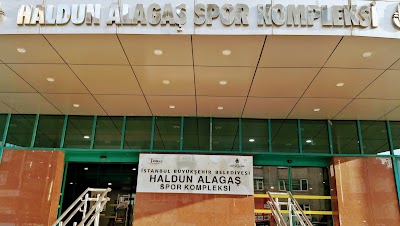 HALDUN ALAGAŞ SPOR KOMPLEKSİ
İSTANBUL BÜYÜKŞEHİR BELEDİYESİ
HALDUN ALAGAŞ
SPOR KOMPLEKSİ